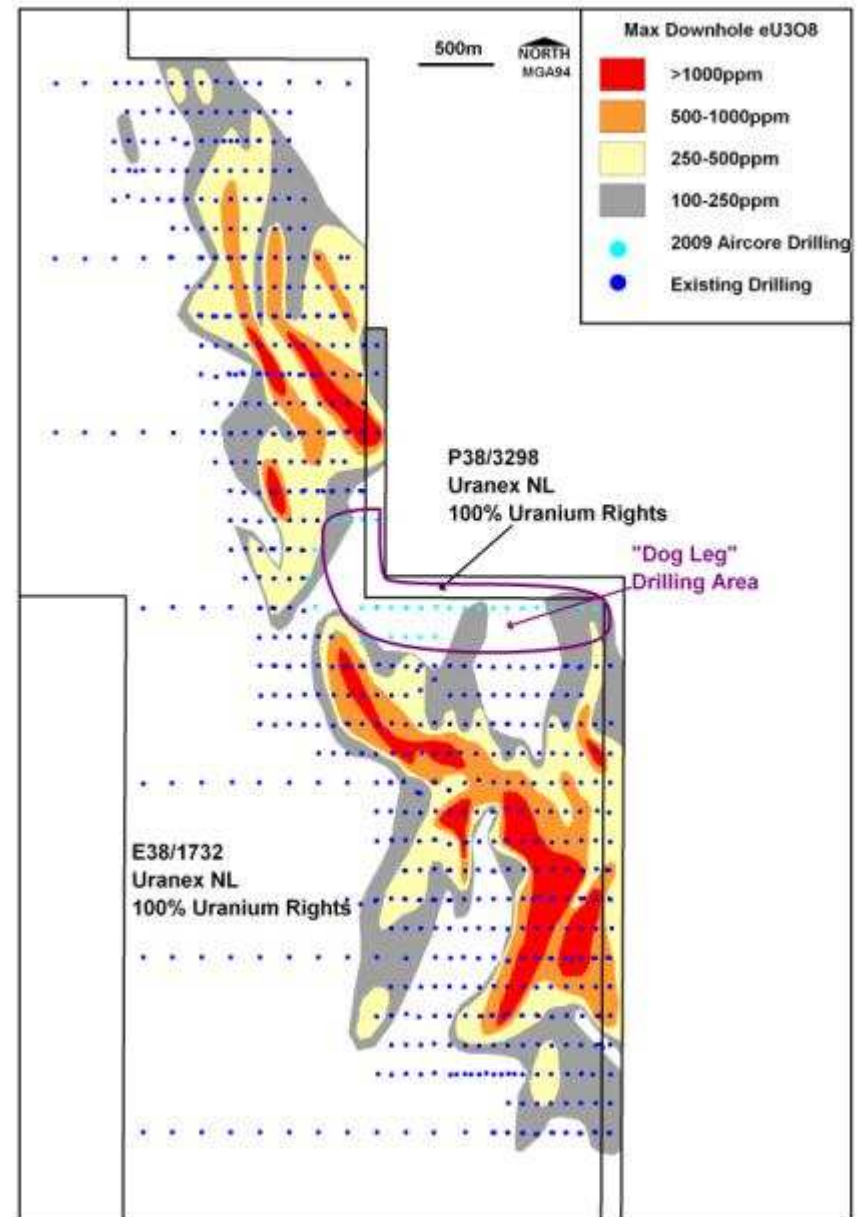 500m
NORTH
MGA94
Max Downhole eU3O8
>1000ppm
500-1000ppm
250-500ppm
100-250ppm
2009 Aircore Drilling
Existing Drilling
P38/3298
Uranex NL
100% Uranium Rights
"Dog Leg"
Drilling Area
E38/1732
Uranex NL
100% Uranium Rights